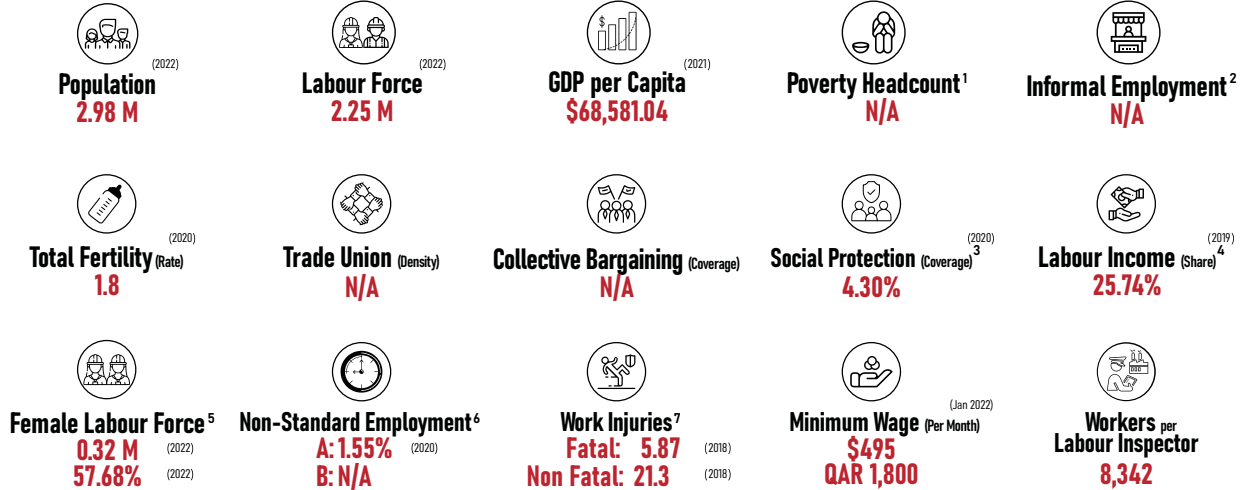 (2022)
Population
2.98 M
(2022)
Labour Force
2.25 M
$
(2021)
GDP per Capita
$68,581.04
Poverty Headcount 1
N/A
Informal Employment 2
N/A
(2020)
Total Fertility (Rate)
1.8
Trade Union (Density)
N/A
Collective Bargaining (Coverage)
N/A
(2020)
Social Protection (Coverage) 3
4.30%
(2019)
Labour Income (Share) 4
25.74%
Female Labour Force 5
0.32 M (2022)
57.68% (2022)
Non-Standard Employment 6
A: 1.55% (2020)
B: N/A
Work Injuries 7
Fatal: 5.87 (2018)
Non Fatal: 21.3 (2018)
(Jan 2022)
Minimum Wage (Per Month)
$495
QAR 1,800
Workers per
Labour Inspector
8,342